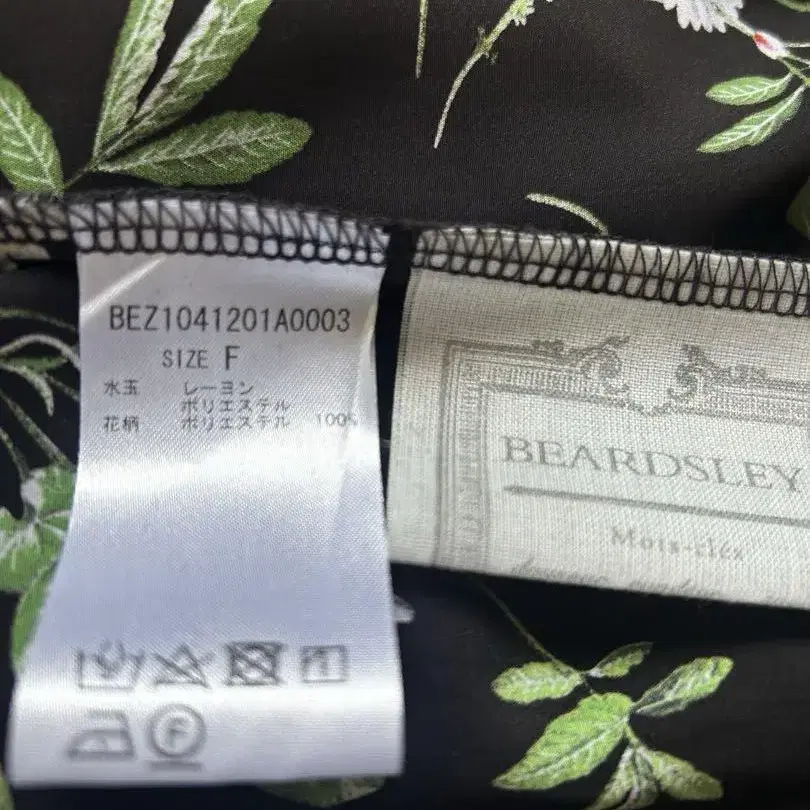 BEZ1041201A0003
SIZE F
水玉 レーヨン
ポリエステル
花柄 ポリエステル 100%
F
BEARDSLEY
Mots-clés